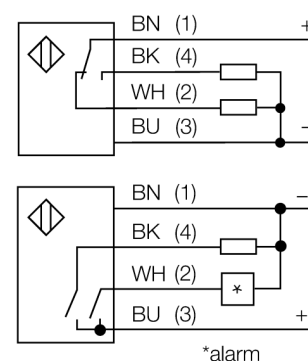 BN (1) +
BK (4)
WH (2)
BU (3) –
BN (1) –
BK (4)
WH (2)
*
BU (3) +
*alarm